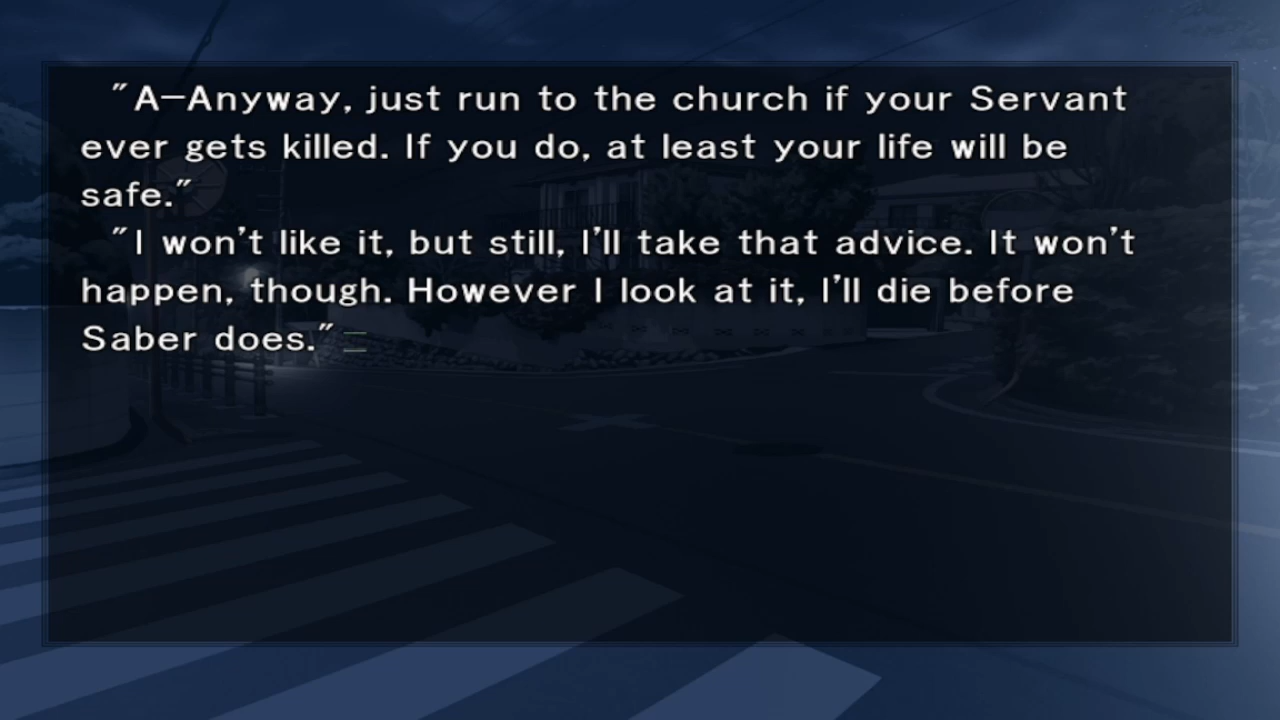 "A—Anyway, just run to the church if your Servant
ever gets killed. If you do, at least your life will be
safe."
"I won't like it, but still, I'll take that advice. It won't
happen, though. However I look at it, I'll die before
Saber does."